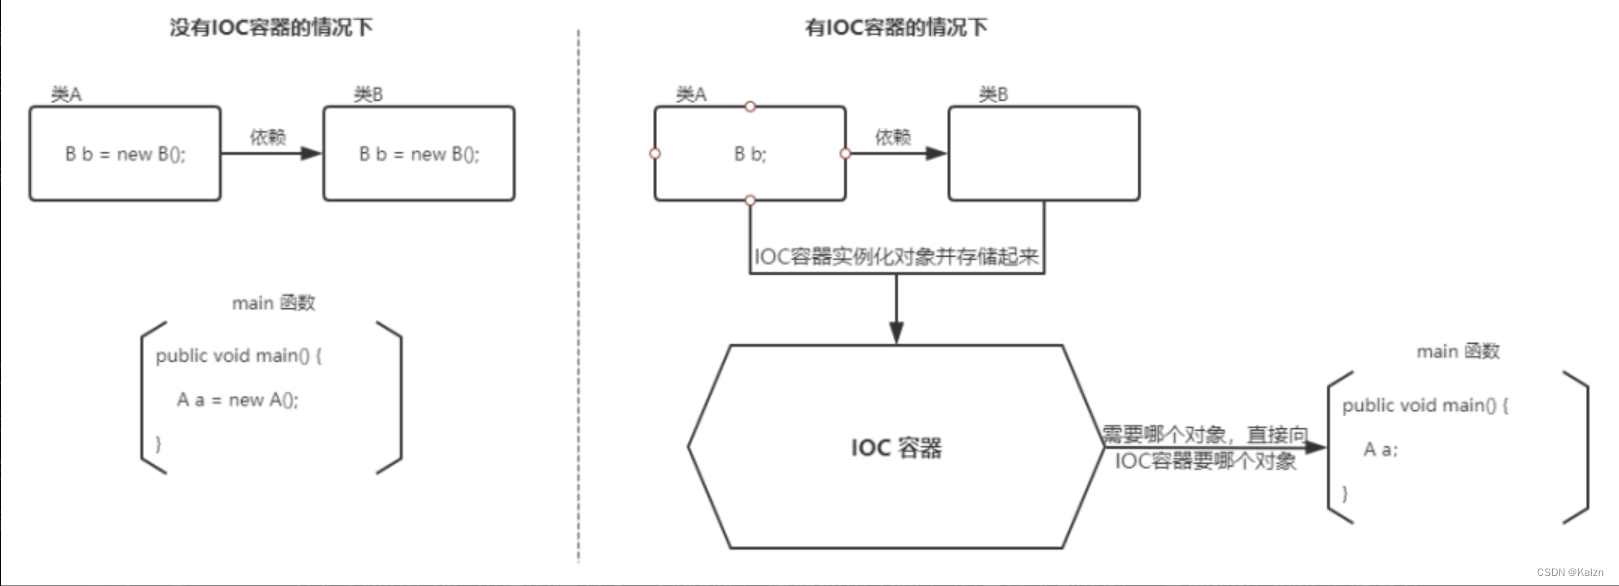 没有IOC容器的情况下
类A
类B
B b = new B();
依赖
B b = new B();
main 函数
public void main() {
A a = new A();
}
有IOC容器的情况下
类A
类B
B b;
依赖
IOC容器实例化对象并存储起来
IOC 容器
需要哪个对象，直接向
IOC容器要哪个对象
main 函数
public void main() {
A a;
}
CSDN @Kalzn